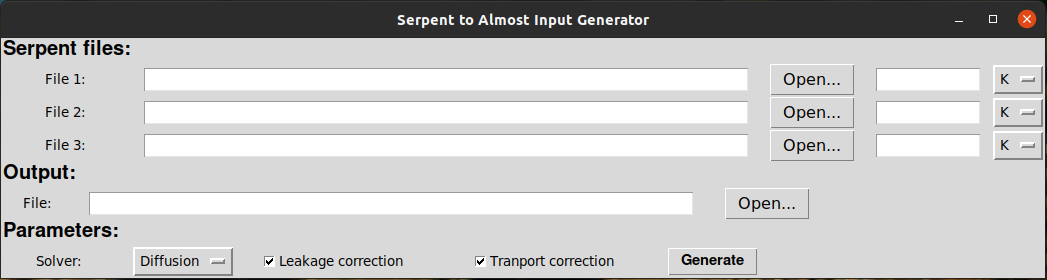 Serpent to Almost Input Generator
Serpent files:
File 1: Open... K
File 2: Open... K
File 3: Open... K
Output:
File: Open...
Parameters:
Solver: Diffusion Leakage correction Tranport correction Generate